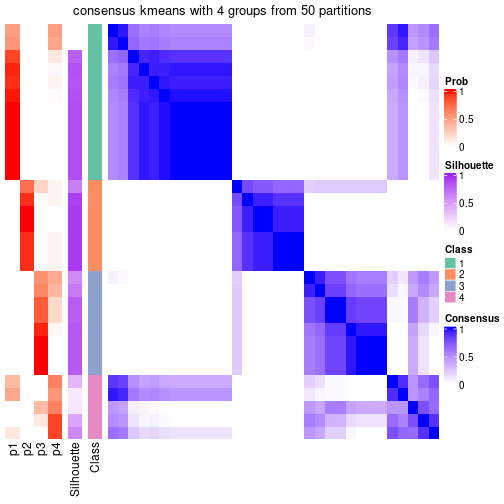 consensus kmeans with 4 groups from 50 partitions
Prob
1
0.5
0
Silhouette
1
0.5
0
Class
1
2
3
4
Consensus
1
0.5
0
p1
p2
p3
p4
Silhouette
Class